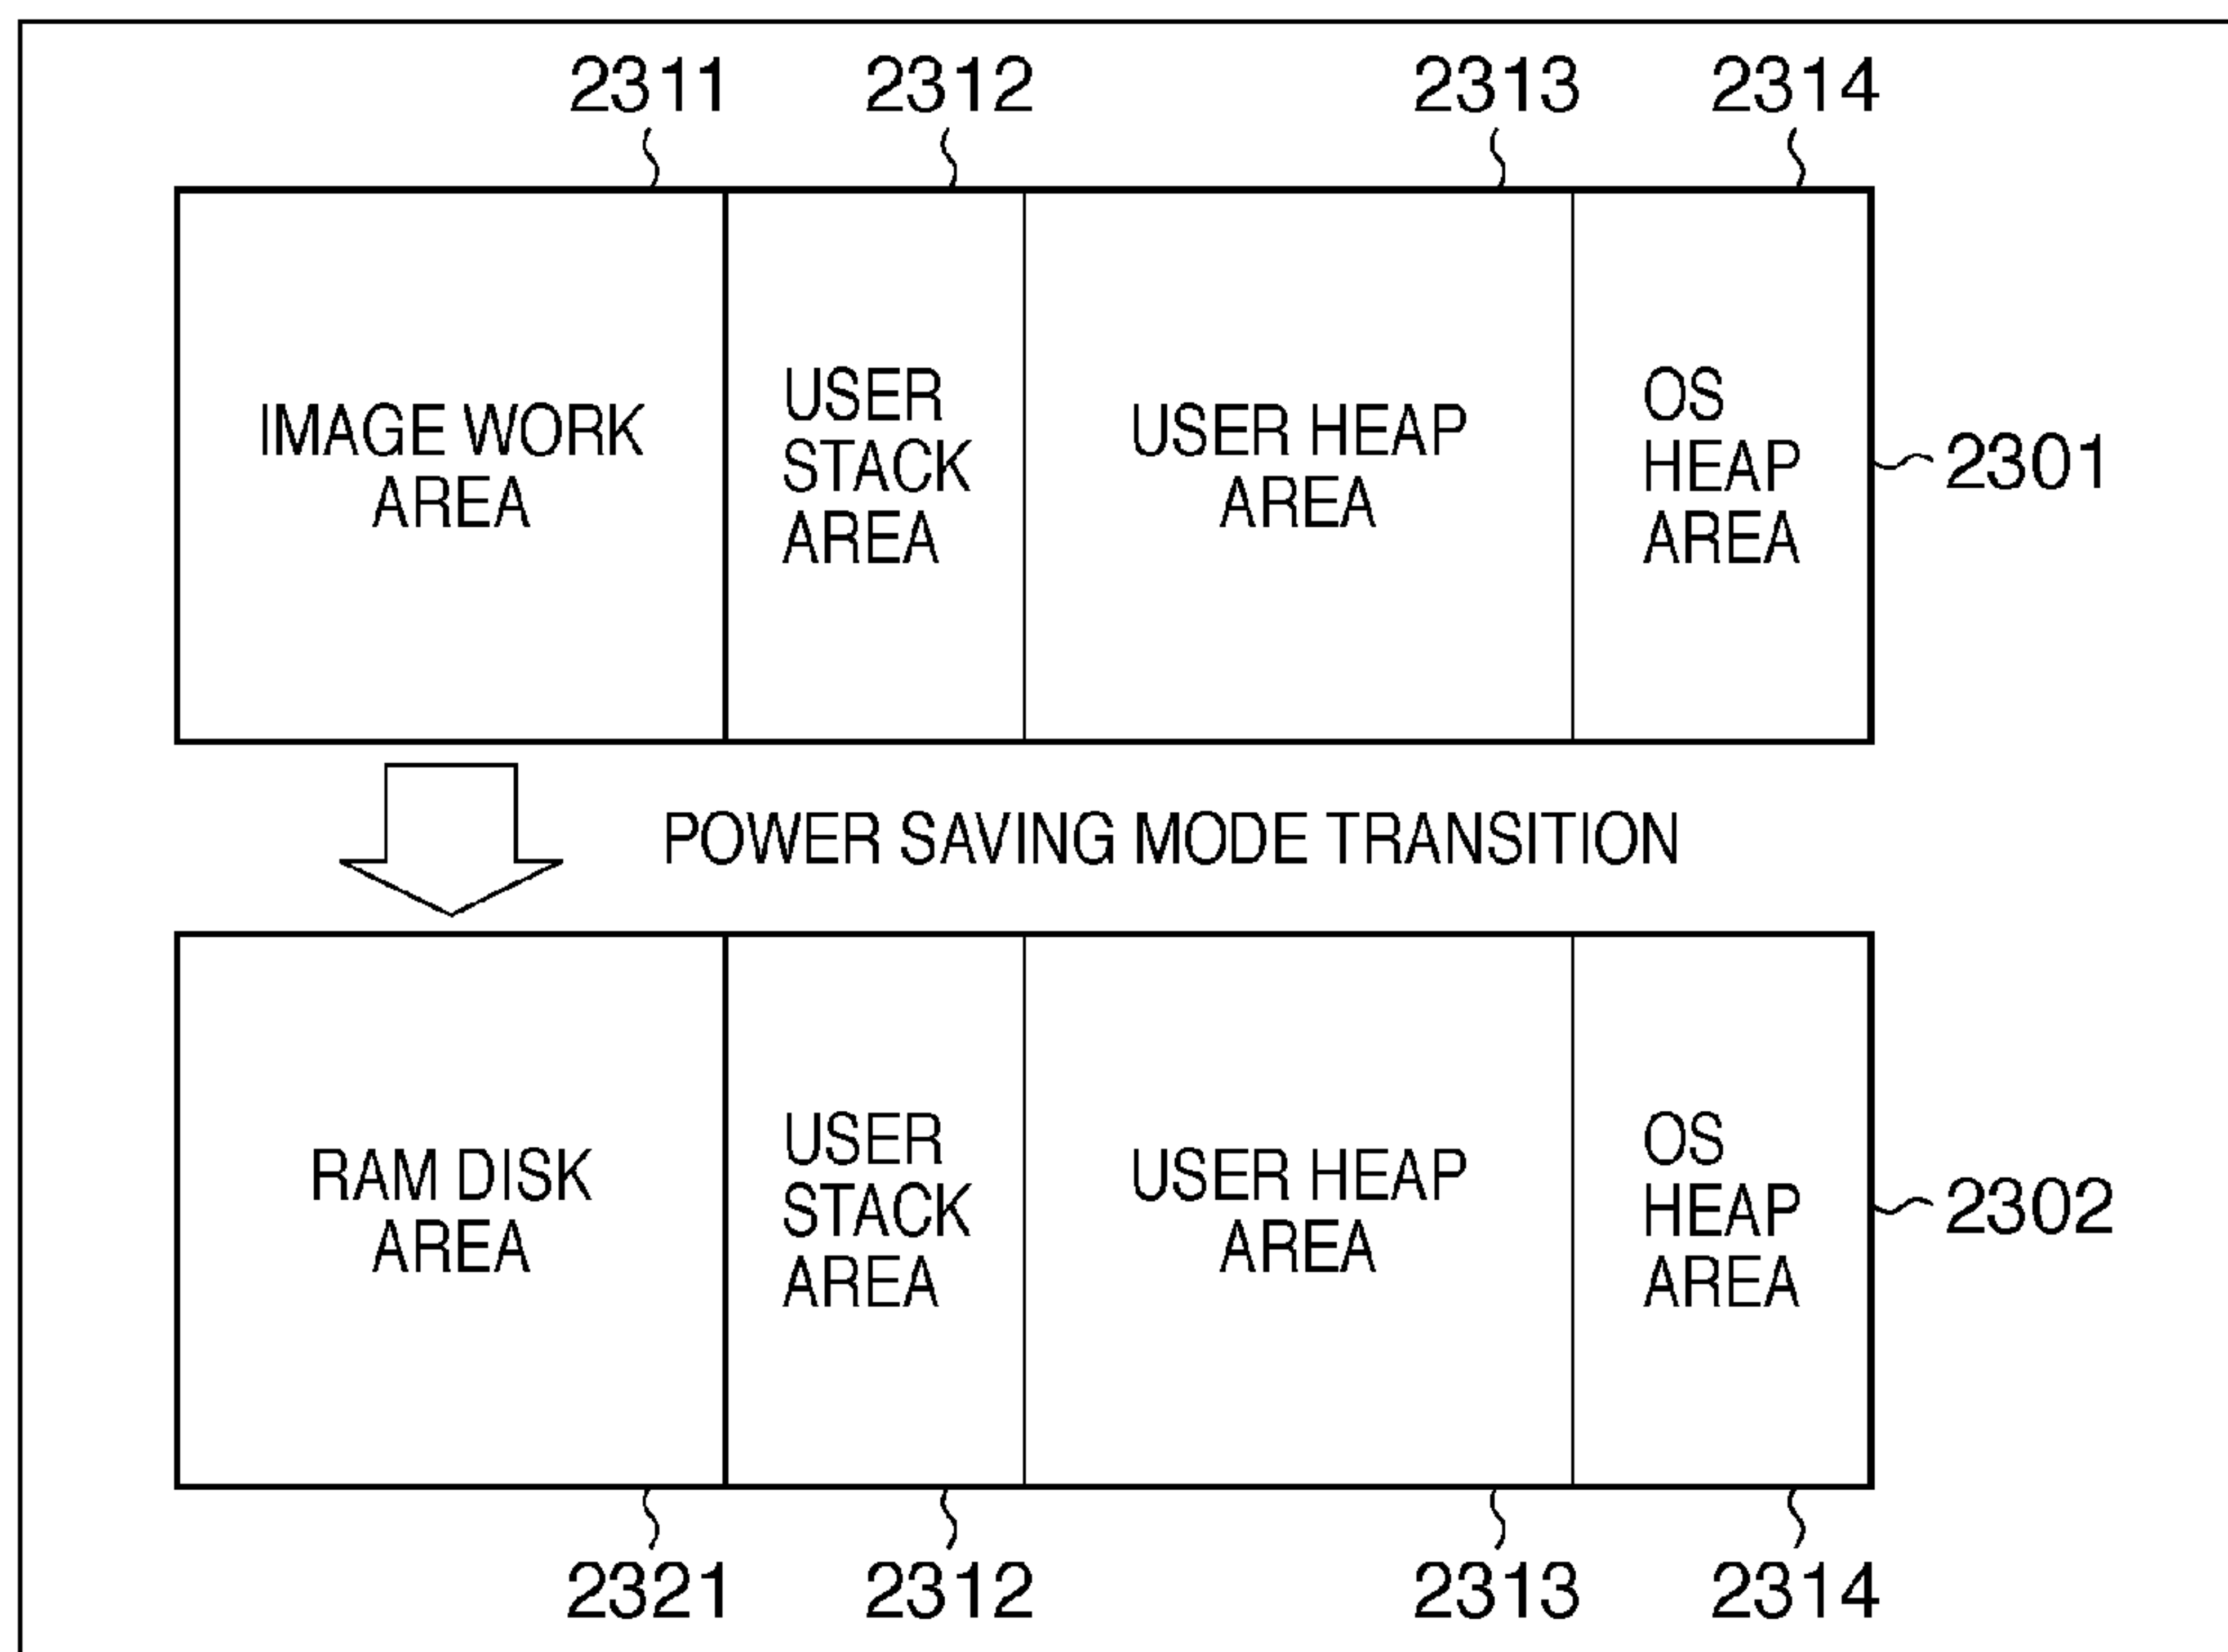 2311 2312 2313 2314
IMAGE WORK
AREA
USER
STACK
AREA
USER HEAP
AREA
OS
HEAP
AREA
2301
POWER SAVING MODE TRANSITION
RAM DISK
AREA
USER
STACK
AREA
USER HEAP
AREA
OS
HEAP
AREA
2302
2321 2312 2313 2314